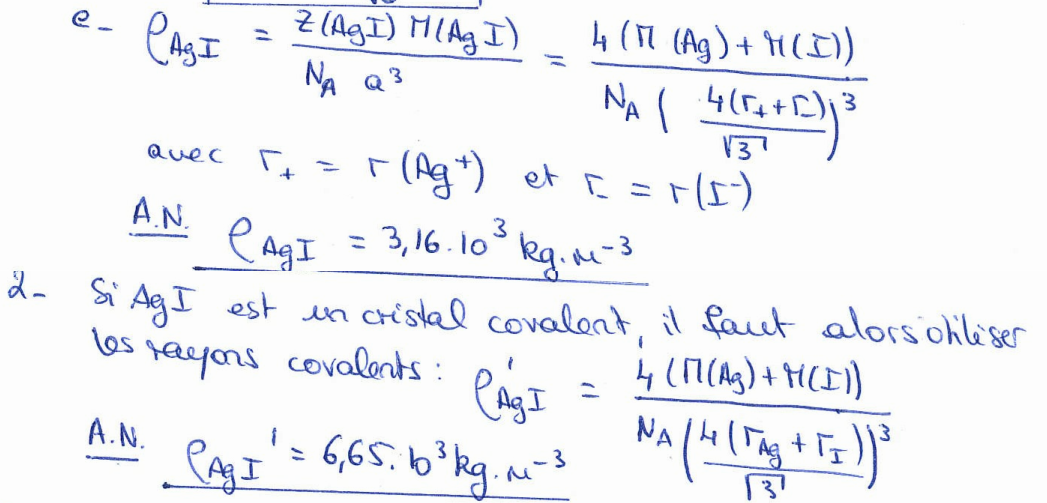 e- ρ_AgI = Z(AgI) M(AgI) / (N_A a³) = 4 (M(Ag) + M(I)) / (N_A (4(r₊+r₋)/√3)³)
avec r₊ = r(Ag⁺) et r₋ = r(I⁻)
A.N. ρ_AgI = 3,16.10³ kg.m⁻³
2- Si AgI est un cristal covalent, il faut alors utiliser
les rayons covalents : ρ'_AgI = 4 (M(Ag) + M(I)) / (N_A (4(r_Ag + r_I)/√3)³)
A.N. ρ_AgI' = 6,65.10³ kg.m⁻³